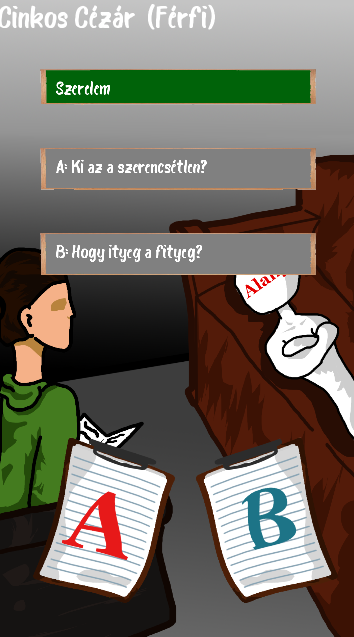 Cinkos Cézár (Férfi)
Szerelem
A: Ki az a szerencsétlen?
B: Hogy ityeg a fityeg?
A
B